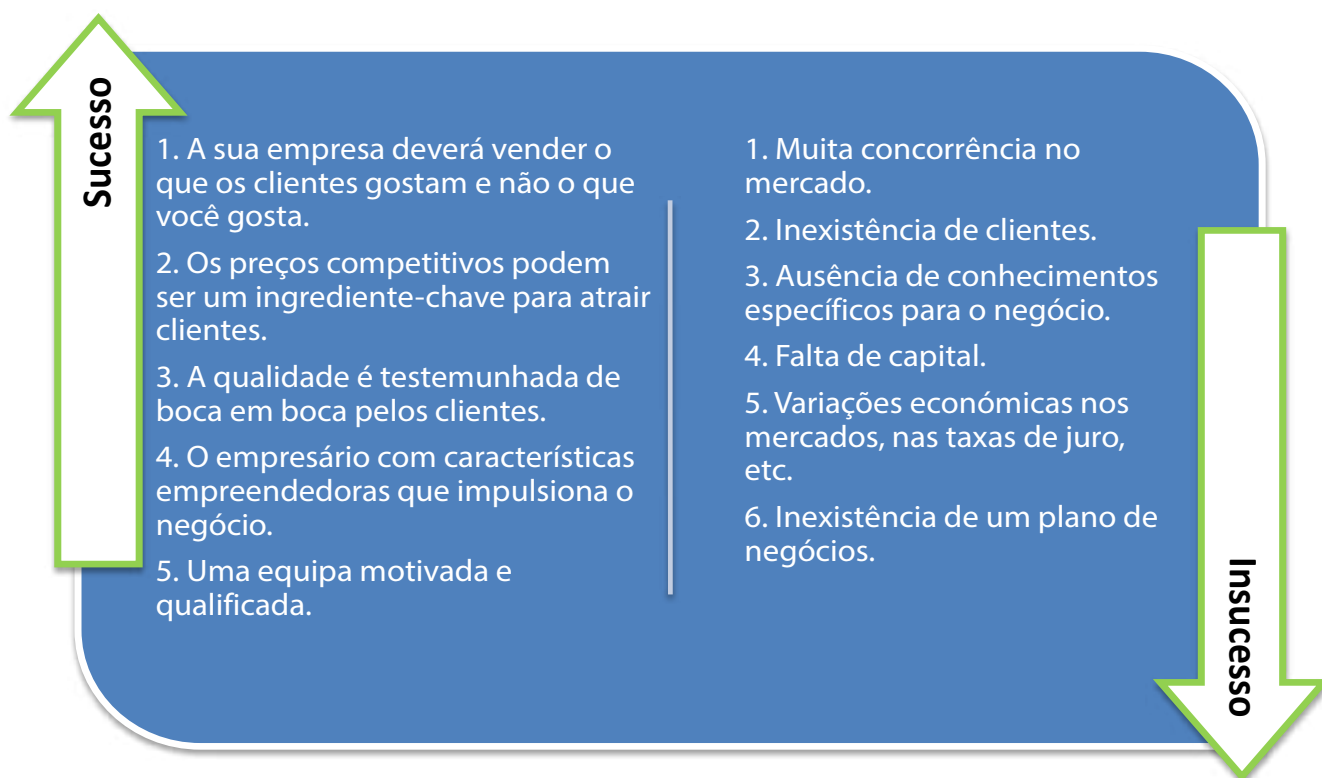 Sucesso
1. A sua empresa deverá vender o
que os clientes gostam e não o que
você gosta.
2. Os preços competitivos podem
ser um ingrediente-chave para atrair
clientes.
3. A qualidade é testemunhada de
boca em boca pelos clientes.
4. O empresário com características
empreendedoras que impulsiona o
negócio.
5. Uma equipa motivada e
qualificada.
1. Muita concorrência no
mercado.
2. Inexistência de clientes.
3. Ausência de conhecimentos
específicos para o negócio.
4. Falta de capital.
5. Variações económicas nos
mercados, nas taxas de juro,
etc.
6. Inexistência de um plano de
negócios.
Insucesso